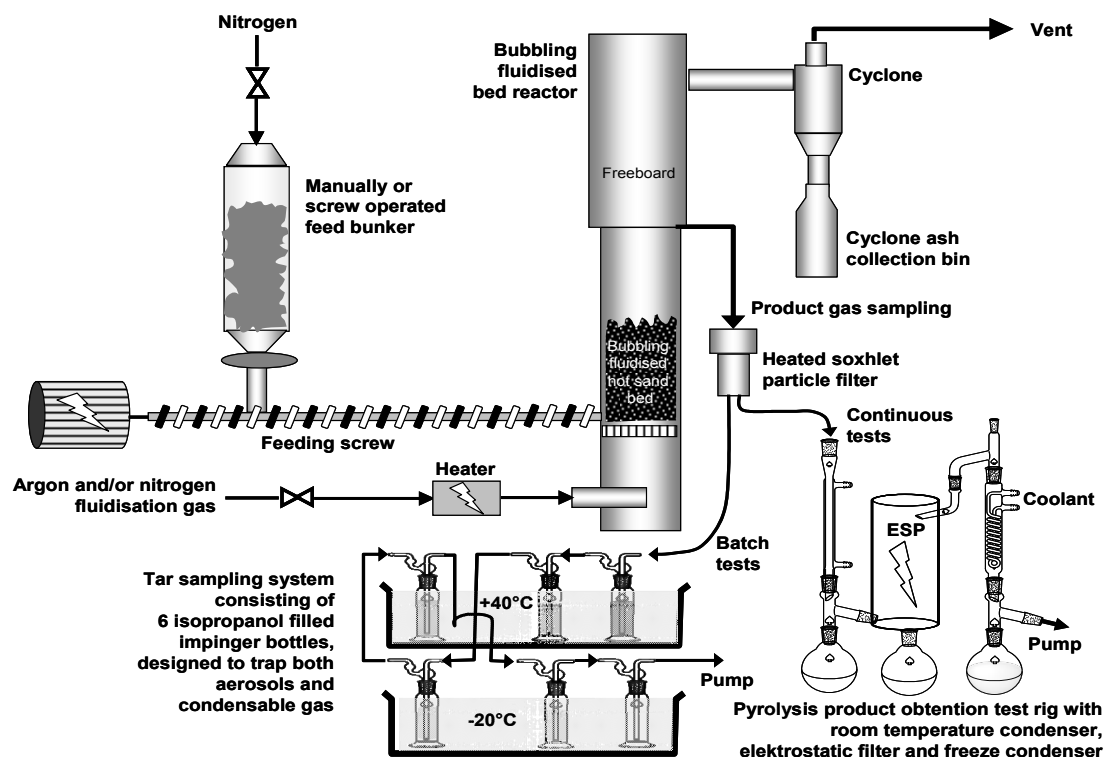 Nitrogen
Bubbling
fluidised
bed reactor
Vent
Cyclone
Freeboard
Manually or
screw operated
feed bunker
Cyclone ash
collection bin
Product gas sampling
Bubbling
fluidised
hot sand
bed
Heated soxhlet
particle filter
Continuous
tests
Feeding screw
Heater
Argon and/or nitrogen
fluidisation gas
Coolant
ESP
Batch
tests
Tar sampling system
consisting of
6 isopropanol filled
impinger bottles,
designed to trap both
aerosols and
condensable gas
+40°C
Pump
Pump
-20°C
Pyrolysis product obtention test rig with
room temperature condenser,
elektrostatic filter and freeze condenser